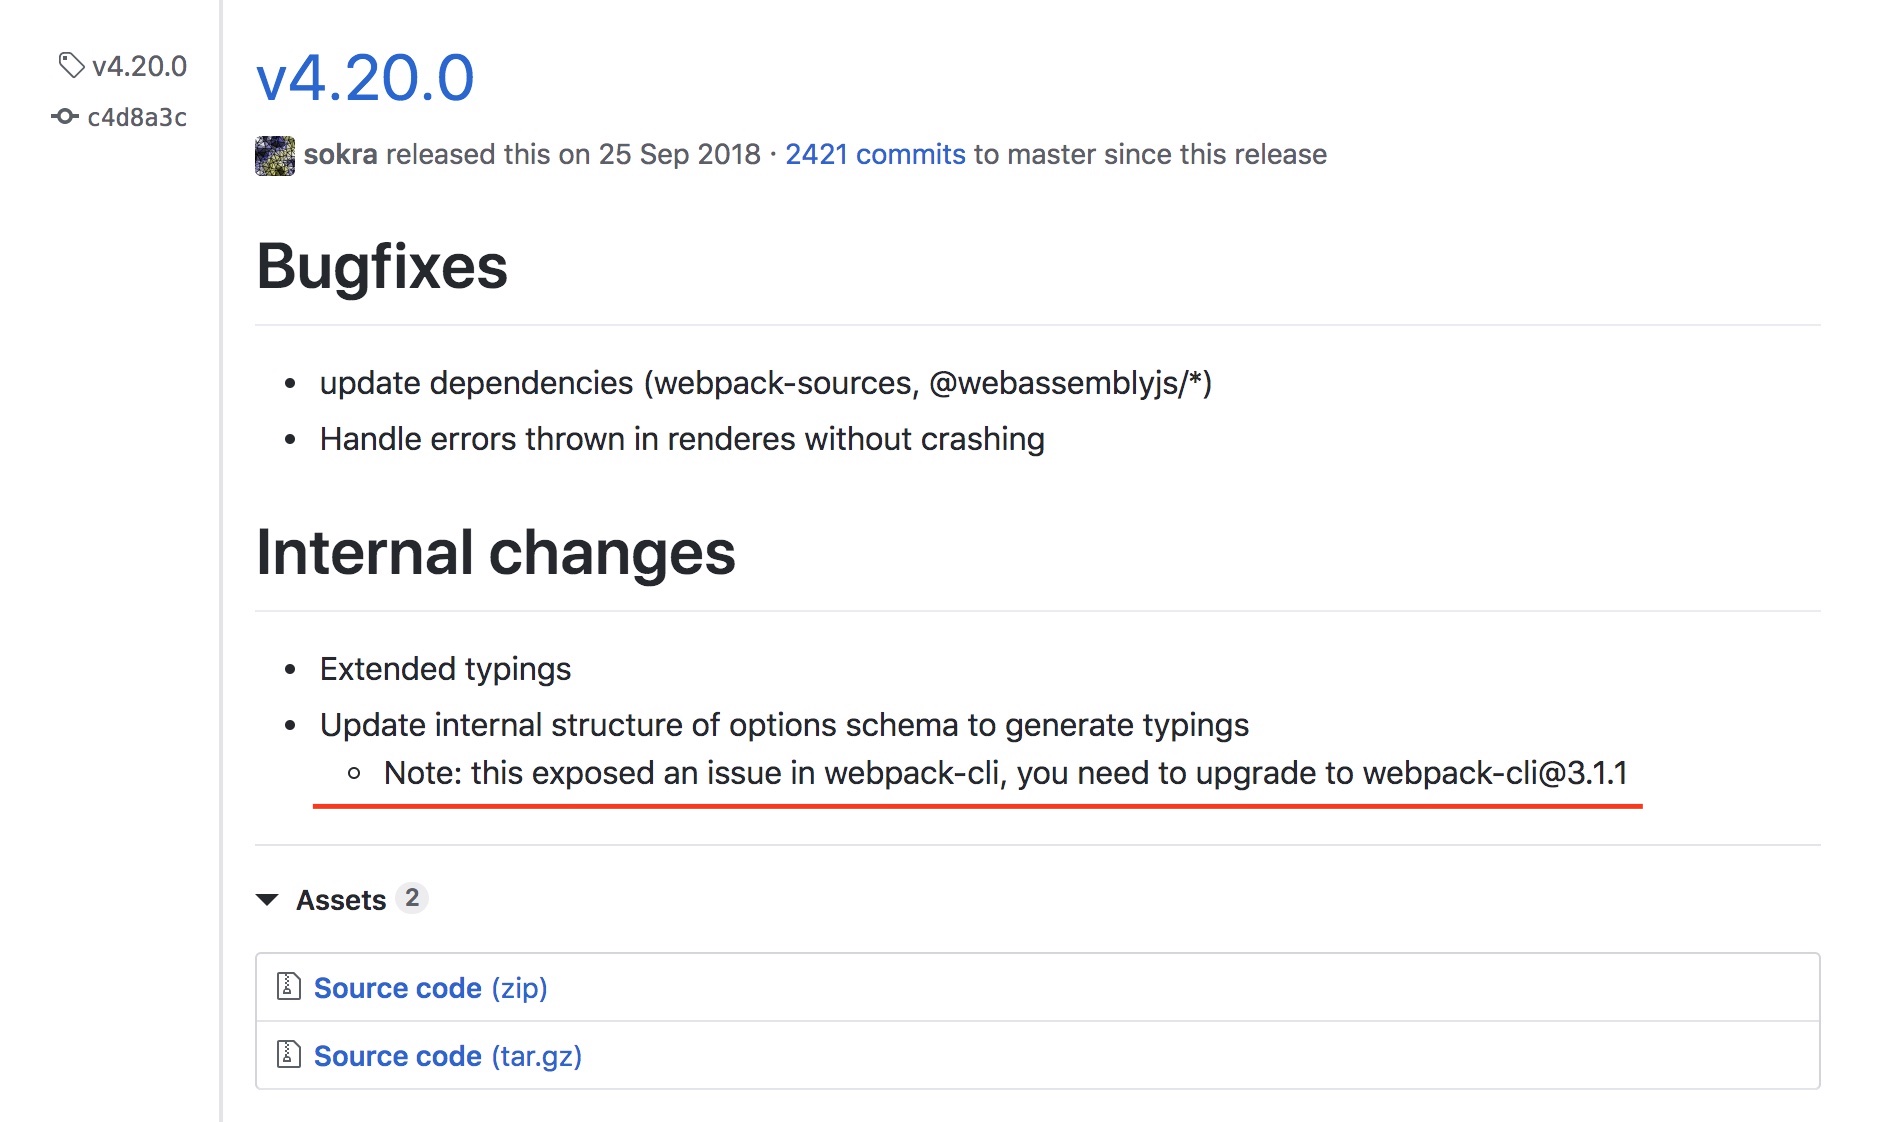 v4.20.0
c4d8a3c
v4.20.0
sokra released this on 25 Sep 2018 · 2421 commits to master since this release
Bugfixes
• update dependencies (webpack-sources, @webassemblyjs/*)
• Handle errors thrown in renderes without crashing
Internal changes
• Extended typings
• Update internal structure of options schema to generate typings
◦ Note: this exposed an issue in webpack-cli, you need to upgrade to webpack-cli@3.1.1
Assets 2
Source code (zip)
Source code (tar.gz)